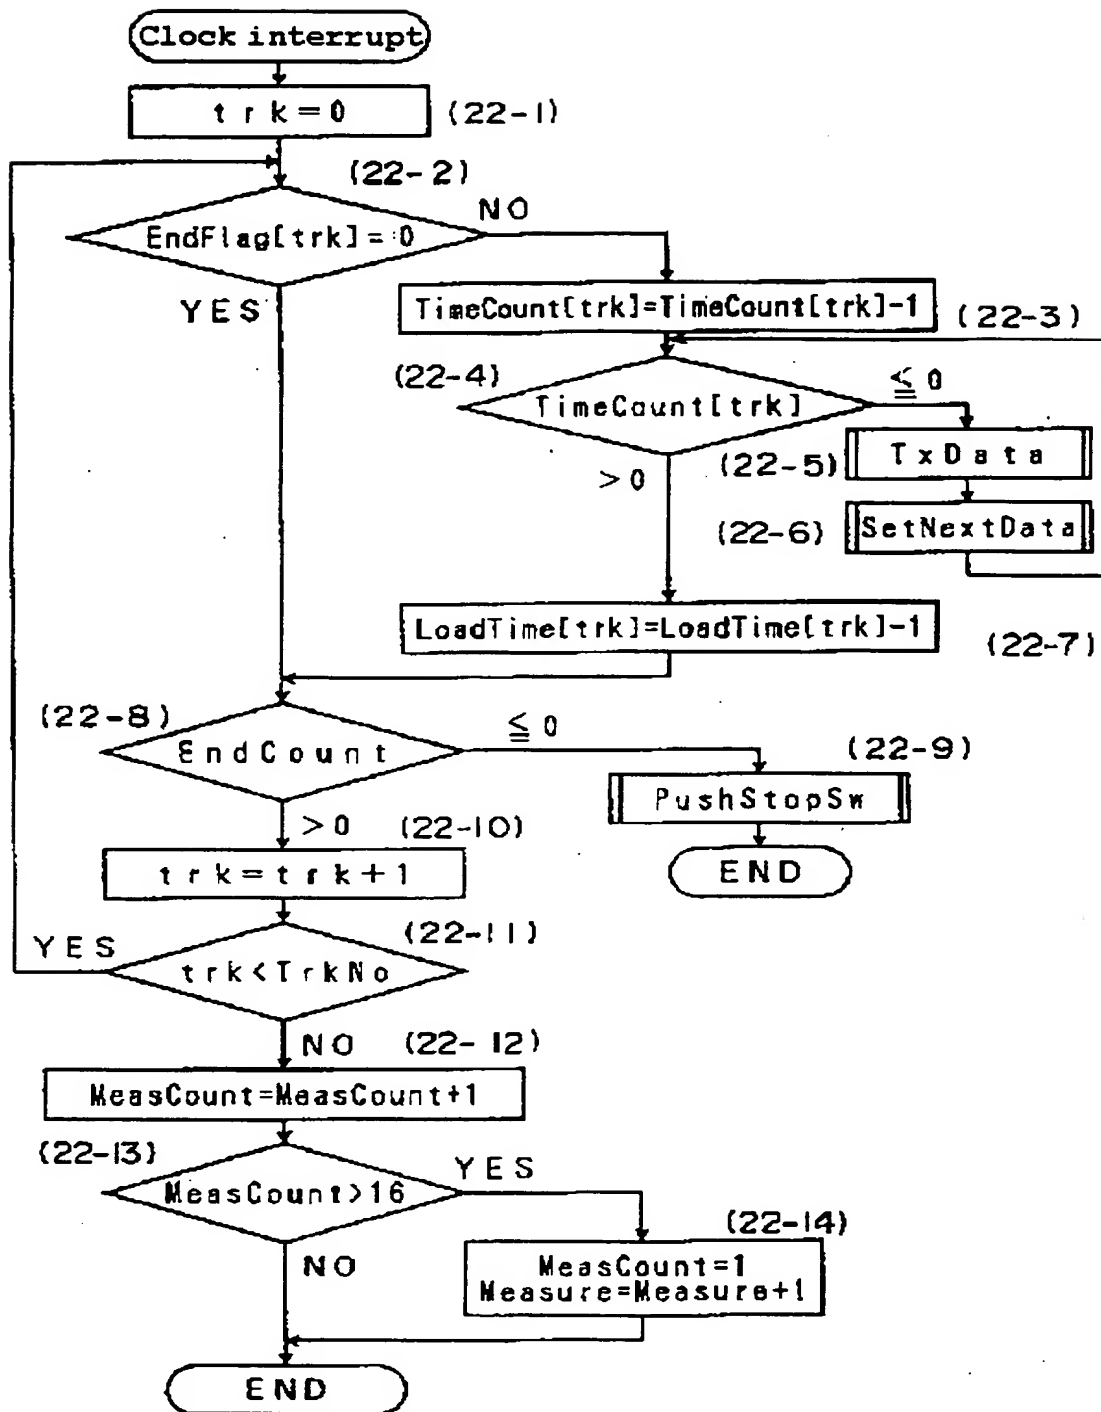 Clock interrupt
trk=0
(22-1)
(22-2)
EndFlag[trk]=0
NO
YES
TimeCount[trk]=TimeCount[trk]-1
(22-3)
(22-4)
TimeCount[trk]
≦0
>0
(22-5)
TxData
(22-6)
SetNextData
LoadTime[trk]=LoadTime[trk]-1
(22-7)
(22-8)
EndCount
≦0
(22-9)
PushStopSw
>0
(22-10)
trk=trk+1
END
YES
(22-11)
trk<TrkNo
NO
(22-12)
MeasCount=MeasCount+1
(22-13)
YES
MeasCount>16
(22-14)
NO
MeasCount=1
Measure=Measure+1
END